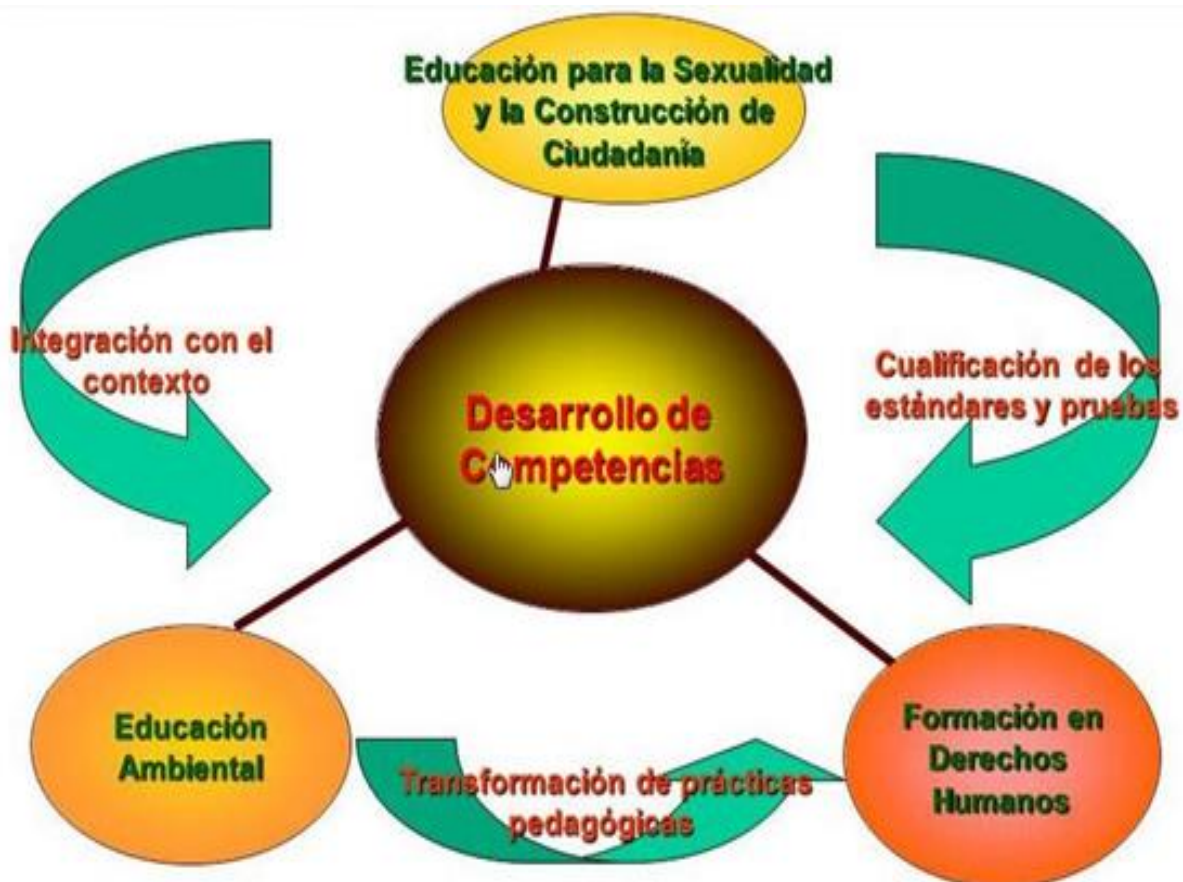 Educación para la Sexualidad
y la Construcción de
Ciudadanía
Integración con el
contexto
Cualificación de los
estándares y pruebas
Desarrollo de
Competencias
Educación
Ambiental
Transformación de prácticas
pedagógicas
Formación en
Derechos
Humanos